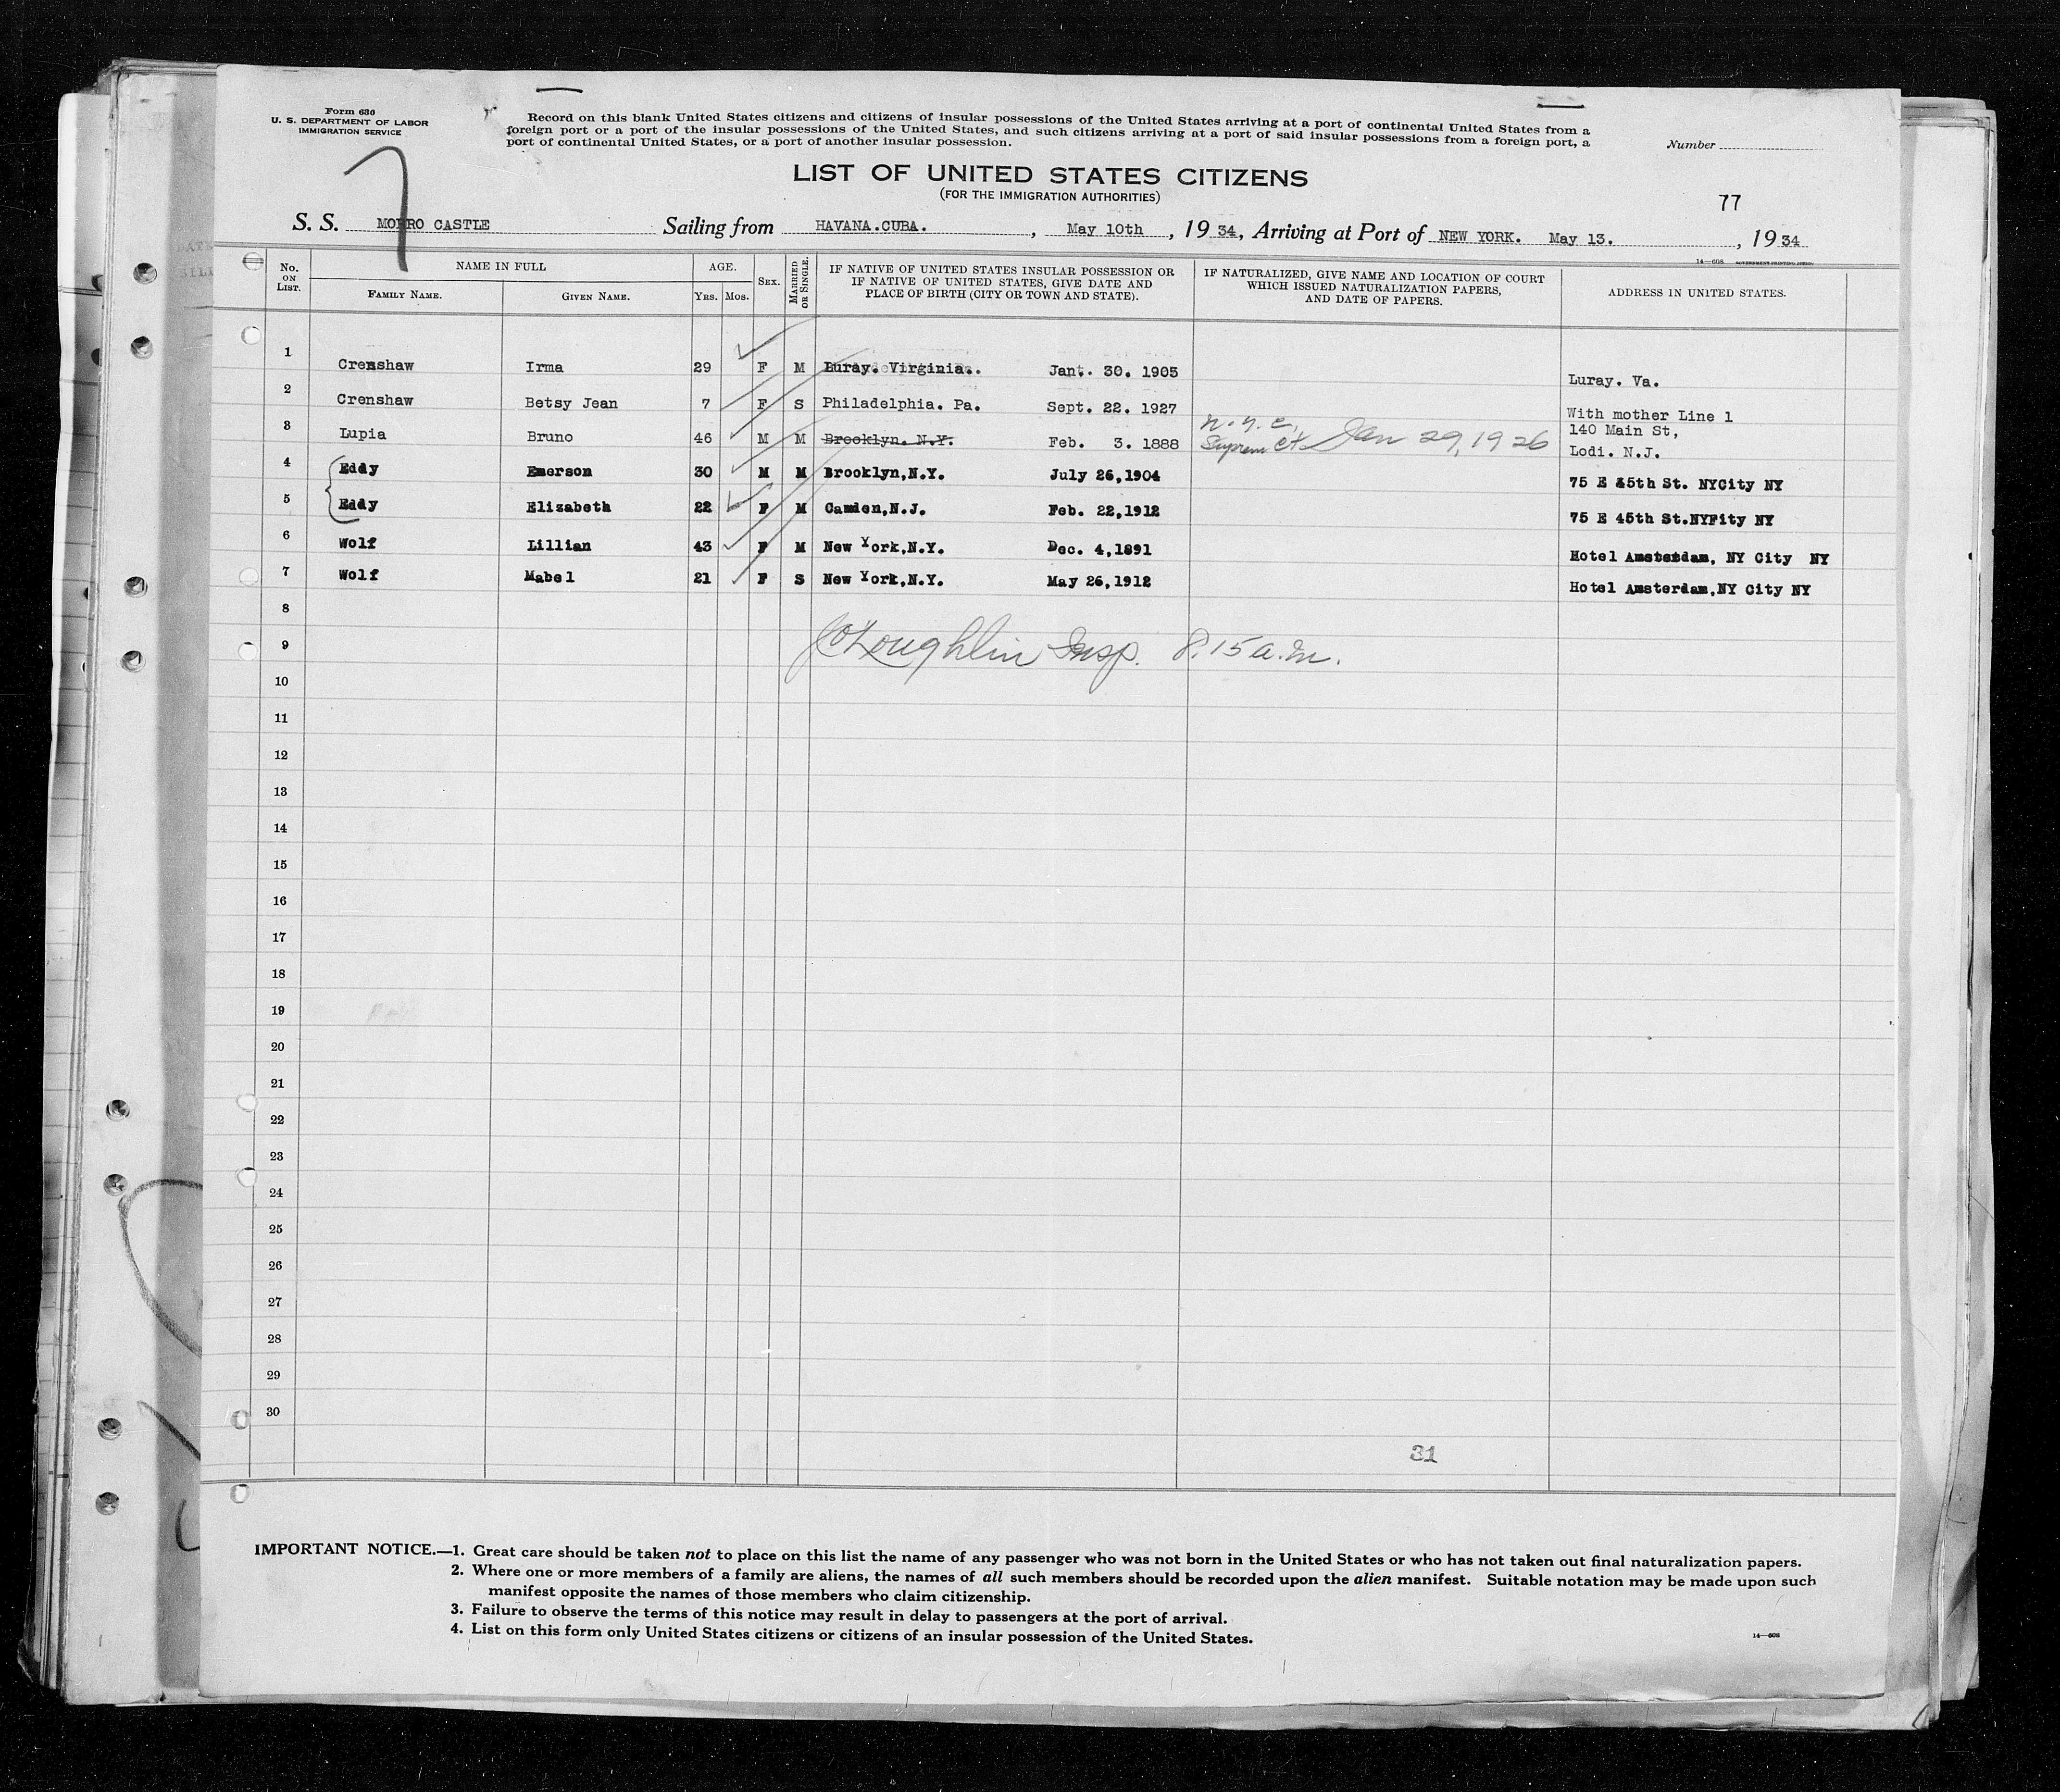 Form 630
U. S. DEPARTMENT OF LABOR
IMMIGRATION SERVICE
Record on this blank United States citizens and citizens of insular possessions of the United States arriving at a port of continental United States from a
foreign port or a port of the insular possessions of the United States, and such citizens arriving at a port of said insular possessions from a foreign port, a
port of continental United States, or a port of another insular possession.
Number
LIST OF UNITED STATES CITIZENS
(FOR THE IMMIGRATION AUTHORITIES)
77
S. S. MORRO CASTLE Sailing from HAVANA.CUBA. , May 10th , 19 34, Arriving at Port of NEW YORK. May 13. , 19 34
No. ON LIST. NAME IN FULL FAMILY NAME. GIVEN NAME. AGE. YRS. MOS. SEX. MARRIED OR SINGLE. IF NATIVE OF UNITED STATES INSULAR POSSESSION OR IF NATIVE OF UNITED STATES, GIVE DATE AND PLACE OF BIRTH (CITY OR TOWN AND STATE). IF NATURALIZED, GIVE NAME AND LOCATION OF COURT WHICH ISSUED NATURALIZATION PAPERS, AND DATE OF PAPERS. ADDRESS IN UNITED STATES.
1 Crenshaw Irma 29 F M Luray. Virginia. Jan. 30. 1905 Luray. Va.
2 Crenshaw Betsy Jean 7 F S Philadelphia. Pa. Sept. 22. 1927 With mother Line 1
3 Lupia Bruno 46 M M Brooklyn. N.Y. Feb. 3. 1888 N.Y.C. Suprem Ct Jan 29, 1926 140 Main St, Lodi. N.J.
4 Eddy Emerson 30 M M Brooklyn,N.Y. July 26,1904 75 E 45th St. NYCity NY
5 Eddy Elizabeth 22 F M Camden,N.J. Feb. 22,1912 75 E 45th St.NYFity NY
6 Wolf Lillian 43 F M New York,N.Y. Dec. 4,1891 Hotel Amsterdam, NY City NY
7 Wolf Mabel 21 F S New York,N.Y. May 26,1912 Hotel Amsterdam,NY City NY
8
9 JO'Loughlin Insp. 8.15 a.m.
10
11
12
13
14
15
16
17
18
19
20
21
22
23
24
25
26
27
28
29
30
31
IMPORTANT NOTICE.—1. Great care should be taken not to place on this list the name of any passenger who was not born in the United States or who has not taken out final naturalization papers.
2. Where one or more members of a family are aliens, the names of all such members should be recorded upon the alien manifest. Suitable notation may be made upon such
manifest opposite the names of those members who claim citizenship.
3. Failure to observe the terms of this notice may result in delay to passengers at the port of arrival.
4. List on this form only United States citizens or citizens of an insular possession of the United States.
14—608